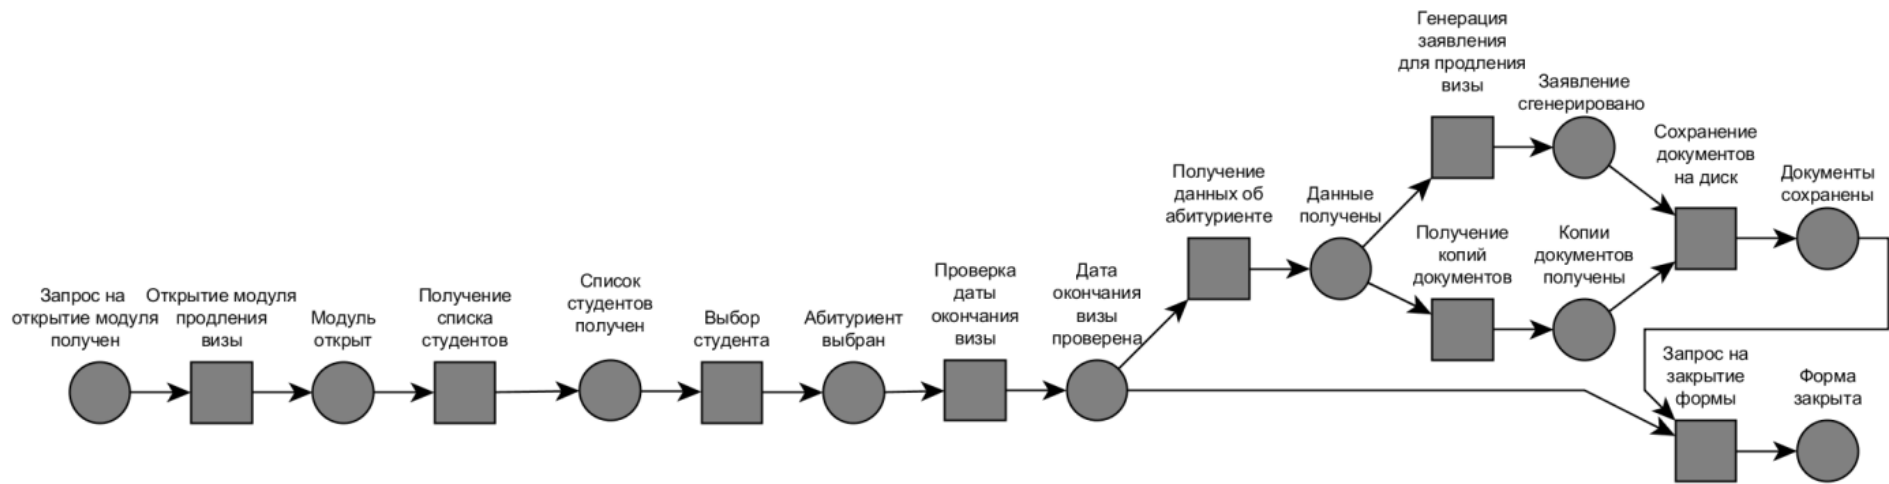 Запрос на
открытие модуля
получен
Открытие модуля
продления
визы
Модуль
открыт
Получение
списка
студентов
Список
студентов
получен
Выбор
студента
Абитуриент
выбран
Проверка
даты
окончания
визы
Дата
окончания
визы
проверена
Получение
данных об
абитуриенте
Данные
получены
Генерация
заявления
для продления
визы
Заявление
сгенерировано
Получение
копий
документов
Копии
документов
получены
Сохранение
документов
на диск
Документы
сохранены
Запрос на
закрытие
формы
Форма
закрыта